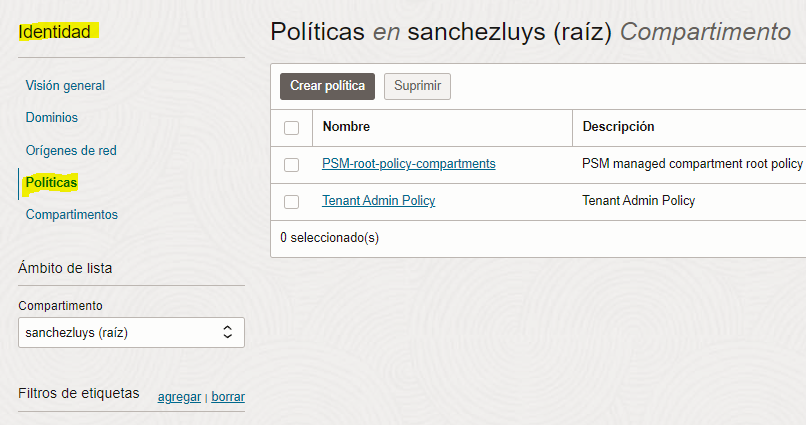 Identidad
Visión general
Dominios
Orígenes de red
Políticas
Compartimentos
Ámbito de lista
Compartimento
sanchezluys (raíz)
Filtros de etiquetas agregar | borrar
Políticas en sanchezluys (raíz) Compartimento
Crear política Suprimir
Nombre Descripción
PSM-root-policy-compartments PSM managed compartment root policy
Tenant Admin Policy Tenant Admin Policy
0 seleccionado(s)